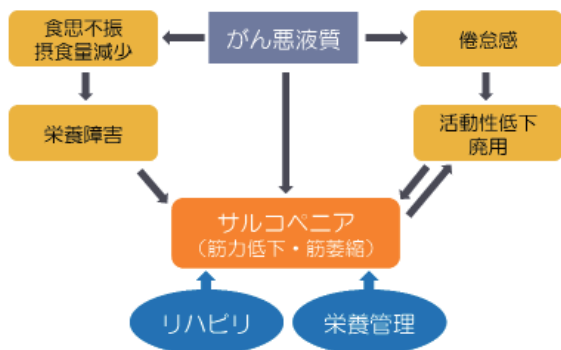 食思不振
摂食量減少
がん悪液質
倦怠感
栄養障害
活動性低下
廃用
サルコペニア
（筋力低下・筋萎縮）
リハビリ
栄養管理